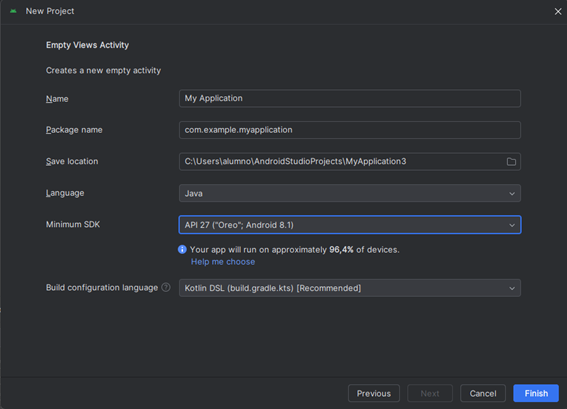 New Project
Empty Views Activity
Creates a new empty activity
Name My Application
Package name com.example.myapplication
Save location C:\Users\alumno\AndroidStudioProjects\MyApplication3
Language Java
Minimum SDK API 27 ("Oreo"; Android 8.1)
Your app will run on approximately 96,4% of devices.
Help me choose
Build configuration language Kotlin DSL (build.gradle.kts) [Recommended]
Previous Next Cancel Finish